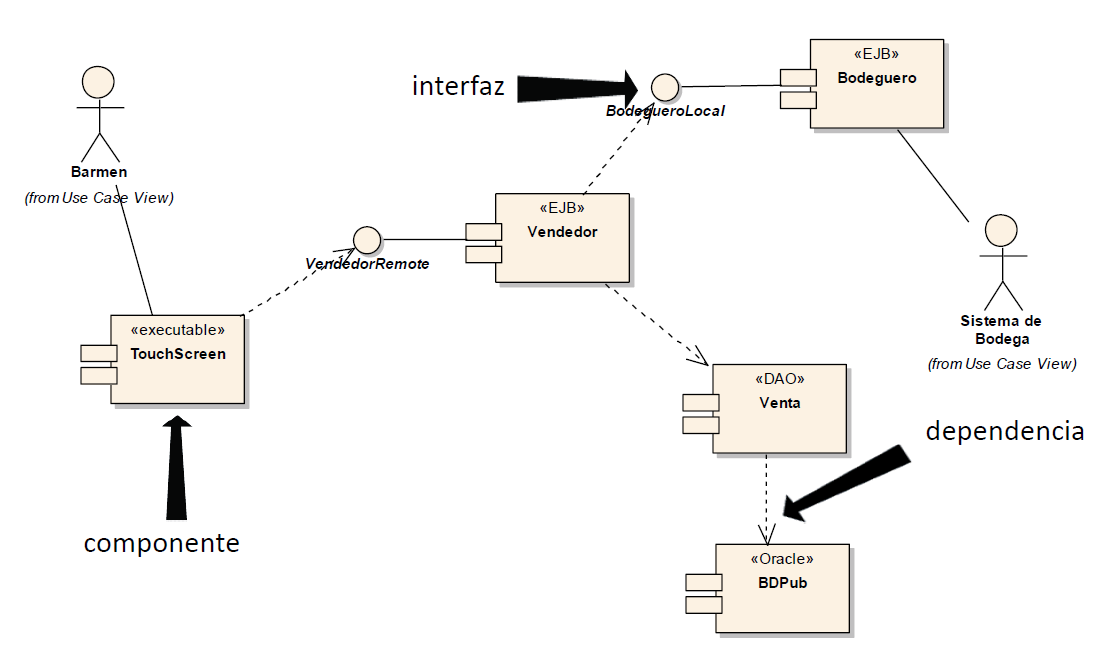 «EJB»
Bodeguero
interfaz
BodegueroLocal
Barmen
(from Use Case View)
«EJB»
Vendedor
VendedorRemote
«executable»
TouchScreen
Sistema de
Bodega
(from Use Case View)
«DAO»
Venta
dependencia
componente
«Oracle»
BDPub